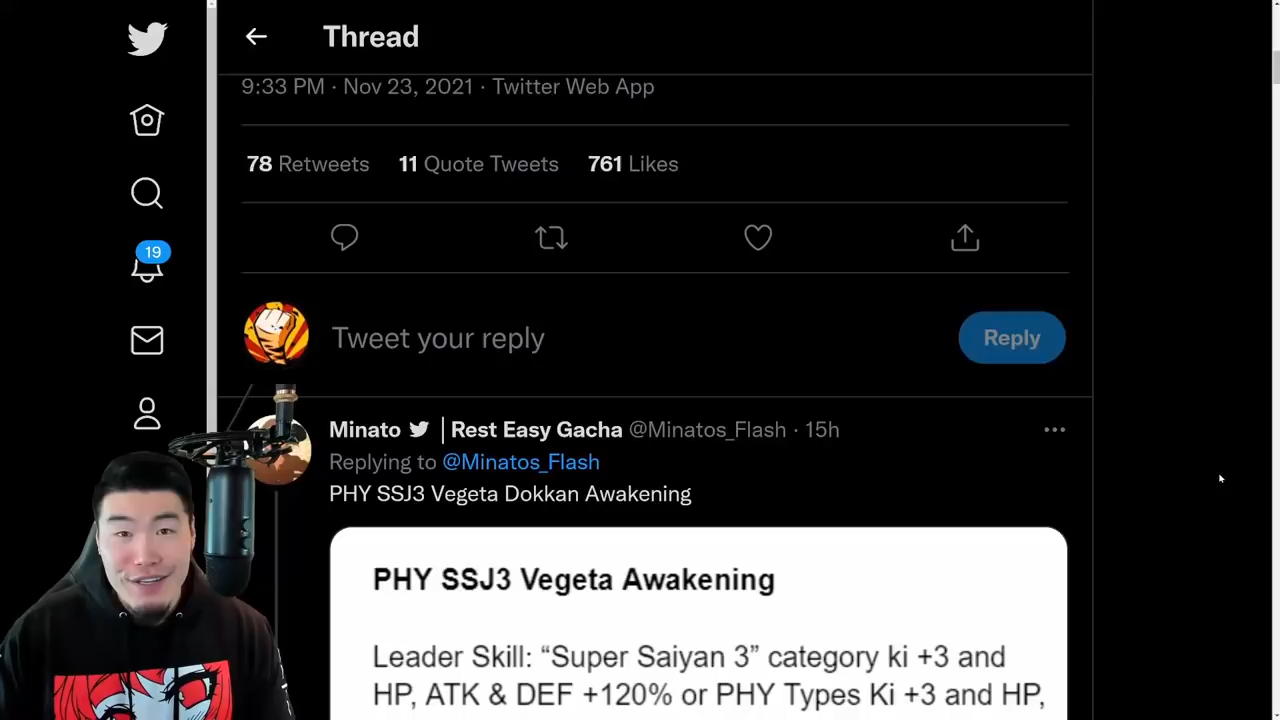 Thread
9:33 PM · Nov 23, 2021 · Twitter Web App
78 Retweets 11 Quote Tweets 761 Likes
19
Tweet your reply
Reply
Minato | Rest Easy Gacha @Minatos_Flash · 15h
Replying to @Minatos_Flash
PHY SSJ3 Vegeta Dokkan Awakening
PHY SSJ3 Vegeta Awakening
Leader Skill: “Super Saiyan 3” category ki +3 and
HP, ATK & DEF +120% or PHY Types Ki +3 and HP,